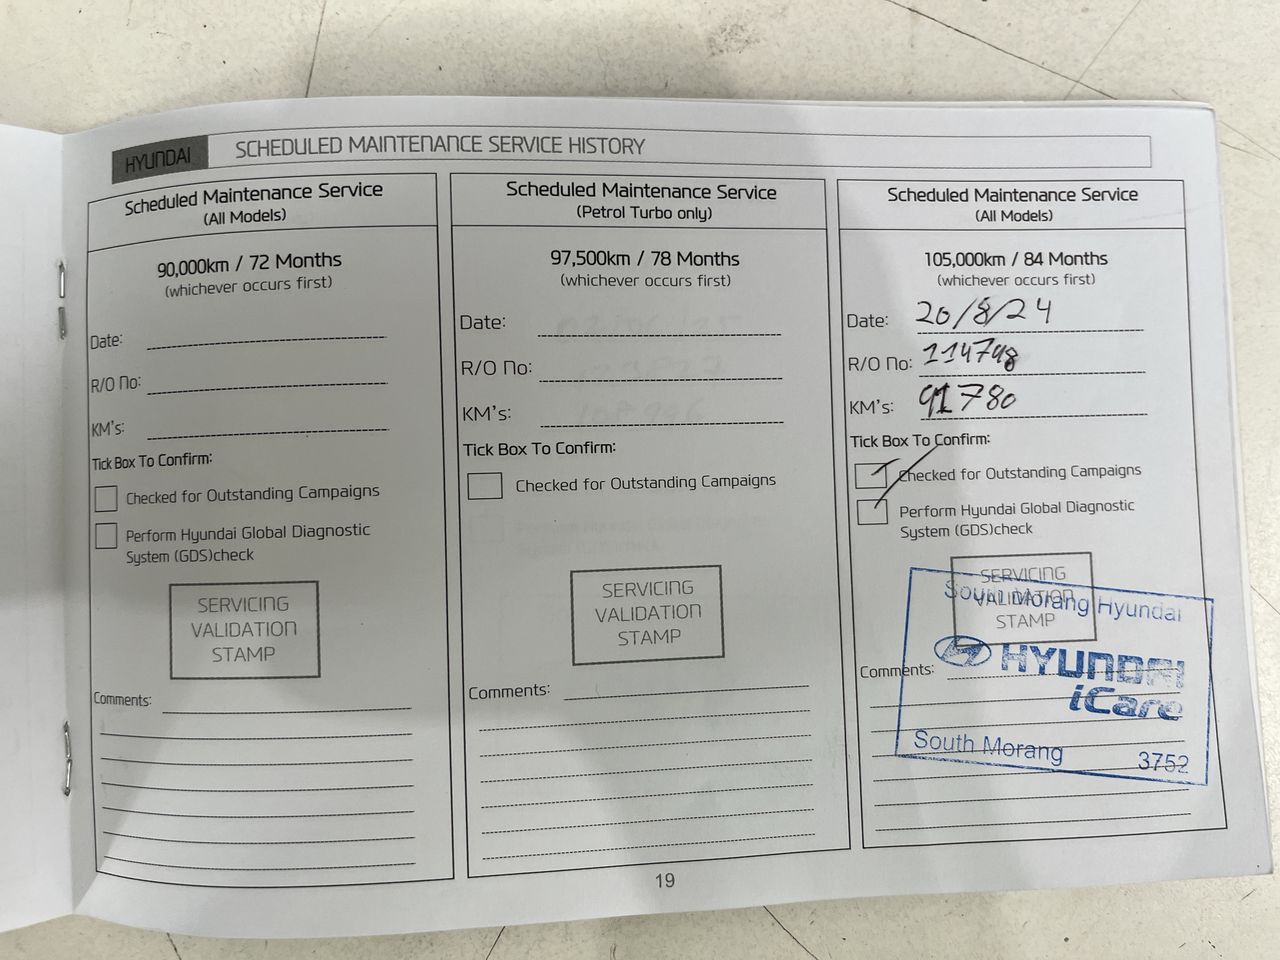 HYUNDAI
SCHEDULED MAINTENANCE SERVICE HISTORY
Scheduled Maintenance Service
(All Models)
90,000km / 72 Months
(whichever occurs first)
Date:
R/O No:
KM's:
Tick Box To Confirm:
Checked for Outstanding Campaigns
Perform Hyundai Global Diagnostic
System (GDS)check
SERVICING
VALIDATION
STAMP
Comments:
Scheduled Maintenance Service
(Petrol Turbo only)
97,500km / 78 Months
(whichever occurs first)
Date:
R/O No:
KM's:
Tick Box To Confirm:
Checked for Outstanding Campaigns
SERVICING
VALIDATION
STAMP
Comments:
Scheduled Maintenance Service
(All Models)
105,000km / 84 Months
(whichever occurs first)
Date: 20/8/24
R/O No: 114748
KM's: 91780
Tick Box To Confirm:
Checked for Outstanding Campaigns
Perform Hyundai Global Diagnostic
System (GDS)check
SERVICING
VALIDATION
STAMP
South Morang Hyundai
Comments:
HYUNDAI
iCare
South Morang 3752
19